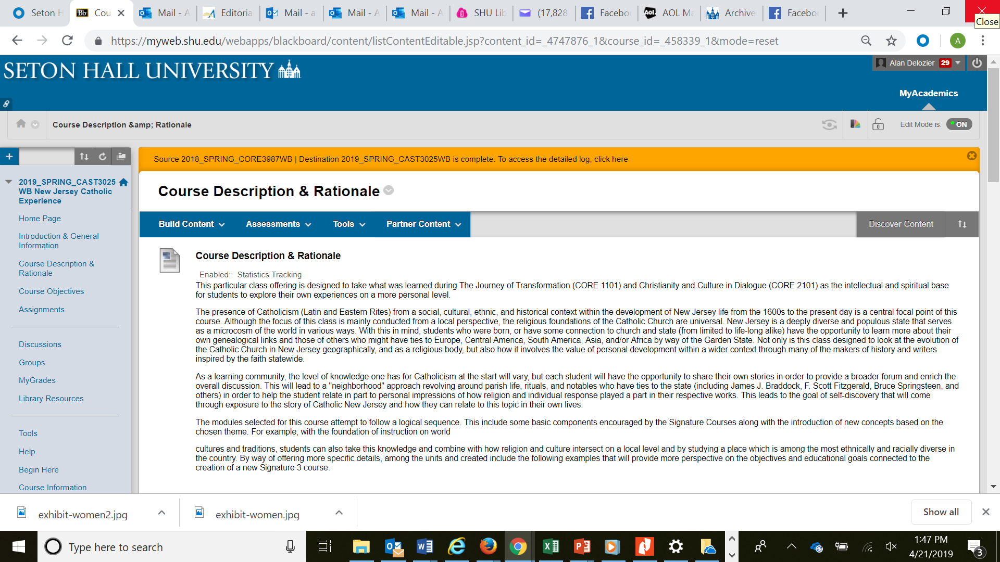 Seton H
Bb Cou
Mail - A
Editoria
Mail - a
Mail - A
Mail - A
SHU Lib
(17,828
Facebo
AOL Ma
Archive
Facebo
Close
https://myweb.shu.edu/webapps/blackboard/content/listContentEditable.jsp?content_id=_4747876_1&course_id=_458339_1&mode=reset
A
SETON HALL UNIVERSITY
Alan Delozier 29
MyAcademics
Course Description &amp; Rationale
Edit Mode is: ON
Source 2018_SPRING_CORE3987WB | Destination 2019_SPRING_CAST3025WB is complete. To access the detailed log, click here
2019_SPRING_CAST3025
WB New Jersey Catholic
Experience
Home Page
Introduction & General
Information
Course Description &
Rationale
Course Objectives
Assignments
Discussions
Groups
MyGrades
Library Resources
Tools
Help
Begin Here
Course Information
Course Description & Rationale
Build Content
Assessments
Tools
Partner Content
Discover Content
Course Description & Rationale
Enabled: Statistics Tracking
This particular class offering is designed to take what was learned during The Journey of Transformation (CORE 1101) and Christianity and Culture in Dialogue (CORE 2101) as the intellectual and spiritual base
for students to explore their own experiences on a more personal level.
The presence of Catholicism (Latin and Eastern Rites) from a social, cultural, ethnic, and historical context within the development of New Jersey life from the 1600s to the present day is a central focal point of this
course. Although the focus of this class is mainly conducted from a local perspective, the religious foundations of the Catholic Church are universal. New Jersey is a deeply diverse and populous state that serves
as a microcosm of the world in various ways. With this in mind, students who were born, or have some connection to church and state (from limited to life-long alike) have the opportunity to learn more about their
own genealogical links and those of others who might have ties to Europe, Central America, South America, Asia, and/or Africa by way of the Garden State. Not only is this class designed to look at the evolution of
the Catholic Church in New Jersey geographically, and as a religious body, but also how it involves the value of personal development within a wider context through many of the makers of history and writers
inspired by the faith statewide.
As a learning community, the level of knowledge one has for Catholicism at the start will vary, but each student will have the opportunity to share their own stories in order to provide a broader forum and enrich the
overall discussion. This will lead to a "neighborhood" approach revolving around parish life, rituals, and notables who have ties to the state (including James J. Braddock, F. Scott Fitzgerald, Bruce Springsteen, and
others) in order to help the student relate in part to personal impressions of how religion and individual response played a part in their respective works. This leads to the goal of self-discovery that will come
through exposure to the story of Catholic New Jersey and how they can relate to this topic in their own lives.
The modules selected for this course attempt to follow a logical sequence. This include some basic components encouraged by the Signature Courses along with the introduction of new concepts based on the
chosen theme. For example, with the foundation of instruction on world
cultures and traditions, students can also take this knowledge and combine with how religion and culture intersect on a local level and by studying a place which is among the most ethnically and racially diverse in
the country. By way of offering more specific details, among the units and created include the following examples that will provide more perspective on the objectives and educational goals connected to the
creation of a new Signature 3 course.
exhibit-women2.jpg
exhibit-women.jpg
Show all
Type here to search
1:47 PM
4/21/2019
3